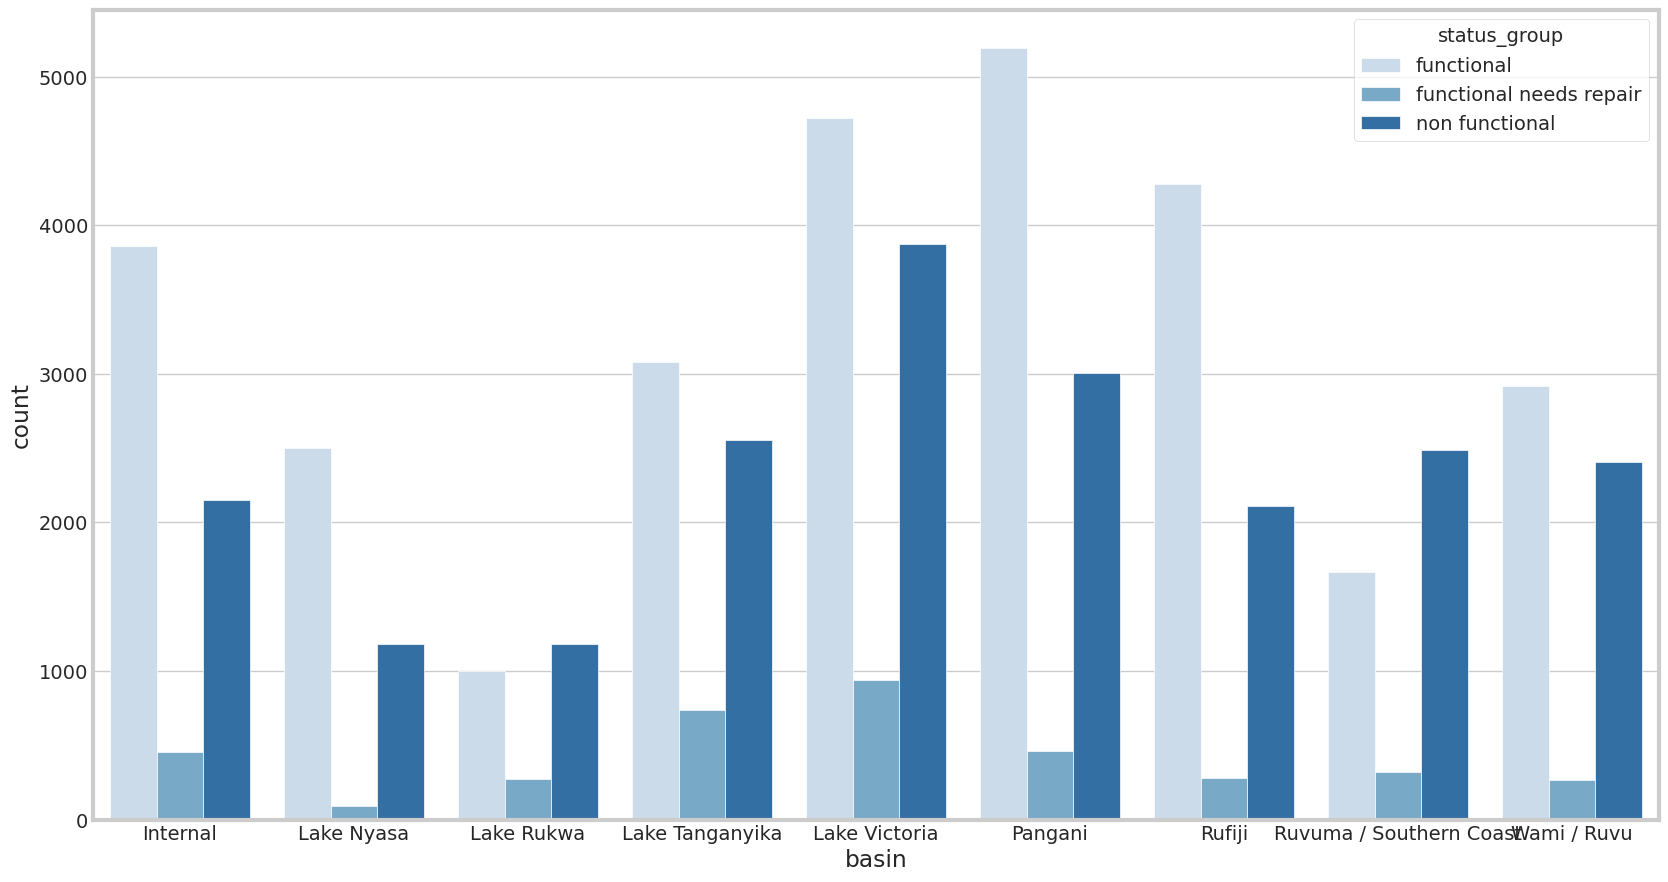 status_group
functional
functional needs repair
non functional
5000
4000
3000
2000
1000
0
count
Internal
Lake Nyasa
Lake Rukwa
Lake Tanganyika
Lake Victoria
Pangani
Rufiji
Ruvuma / Southern Coast
Wami / Ruvu
basin